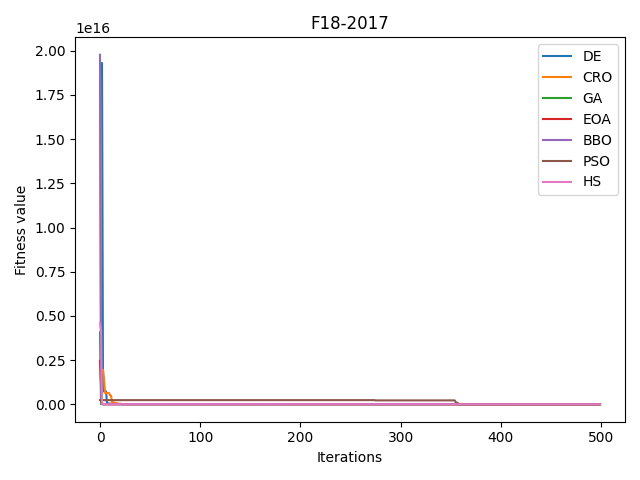 F18-2017
1e16
2.00
1.75
1.50
1.25
1.00
0.75
0.50
0.25
0.00
Fitness value
DE
CRO
GA
EOA
BBO
PSO
HS
0 100 200 300 400 500
Iterations